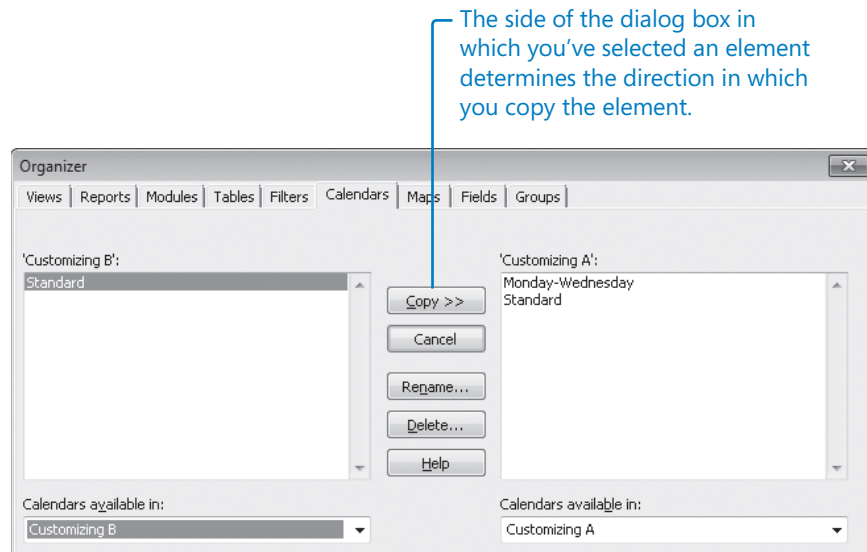 The side of the dialog box in
which you’ve selected an element
determines the direction in which
you copy the element.
Organizer
Views Reports Modules Tables Filters Calendars Maps Fields Groups
'Customizing B':
Standard
Copy >>
Cancel
Rename...
Delete...
Help
'Customizing A':
Monday-Wednesday
Standard
Calendars available in:
Customizing B
Calendars available in:
Customizing A